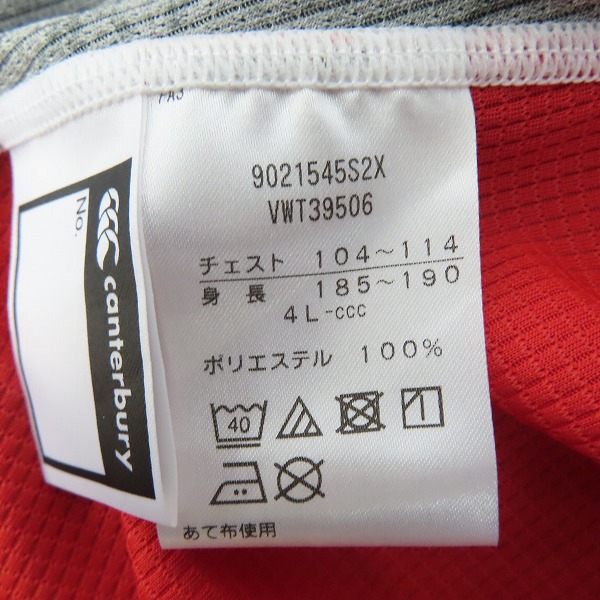 PA3
9021545S2X
VWT39506
チェスト 104～114
身長 185～190
4L-ccc
ポリエステル 100%
40
あて布使用
No.
canterbury